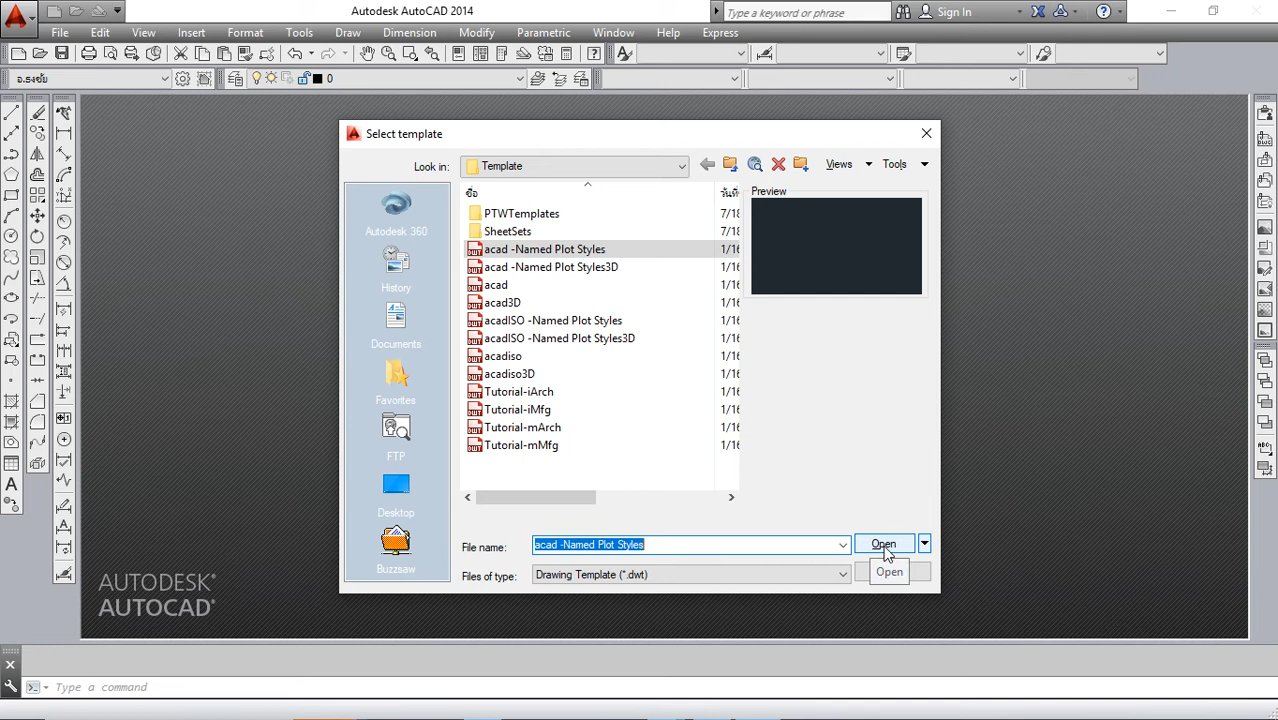 Autodesk AutoCAD 2014
Type a keyword or phrase
Sign In
File Edit View Insert Format Tools Draw Dimension Modify Parametric Window Help Express
อ.ธงชัย
0
Select template
Look in: Template
Views Tools
ชื่อ วันที่
Preview
PTWTemplates 7/18
SheetSets 7/18
acad -Named Plot Styles 1/16
acad -Named Plot Styles3D 1/16
acad 1/16
acad3D 1/16
acadISO -Named Plot Styles 1/16
acadISO -Named Plot Styles3D 1/16
acadiso 1/16
acadiso3D 1/16
Tutorial-iArch 1/16
Tutorial-iMfg 1/16
Tutorial-mArch 1/16
Tutorial-mMfg 1/16
Autodesk 360
History
Documents
Favorites
FTP
Desktop
Buzzsaw
File name: acad -Named Plot Styles Open
Files of type: Drawing Template (*.dwt)
Open
AUTODESK®
AUTOCAD®
Type a command